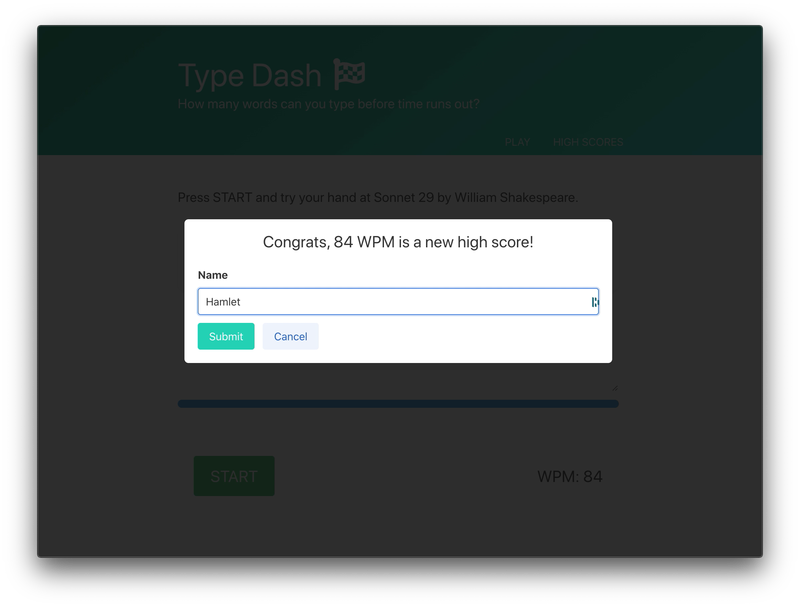 Type Dash
How many words can you type before time runs out?
PLAY HIGH SCORES
Press START and try your hand at Sonnet 29 by William Shakespeare.
Congrats, 84 WPM is a new high score!
Name
Hamlet
Submit Cancel
START WPM: 84